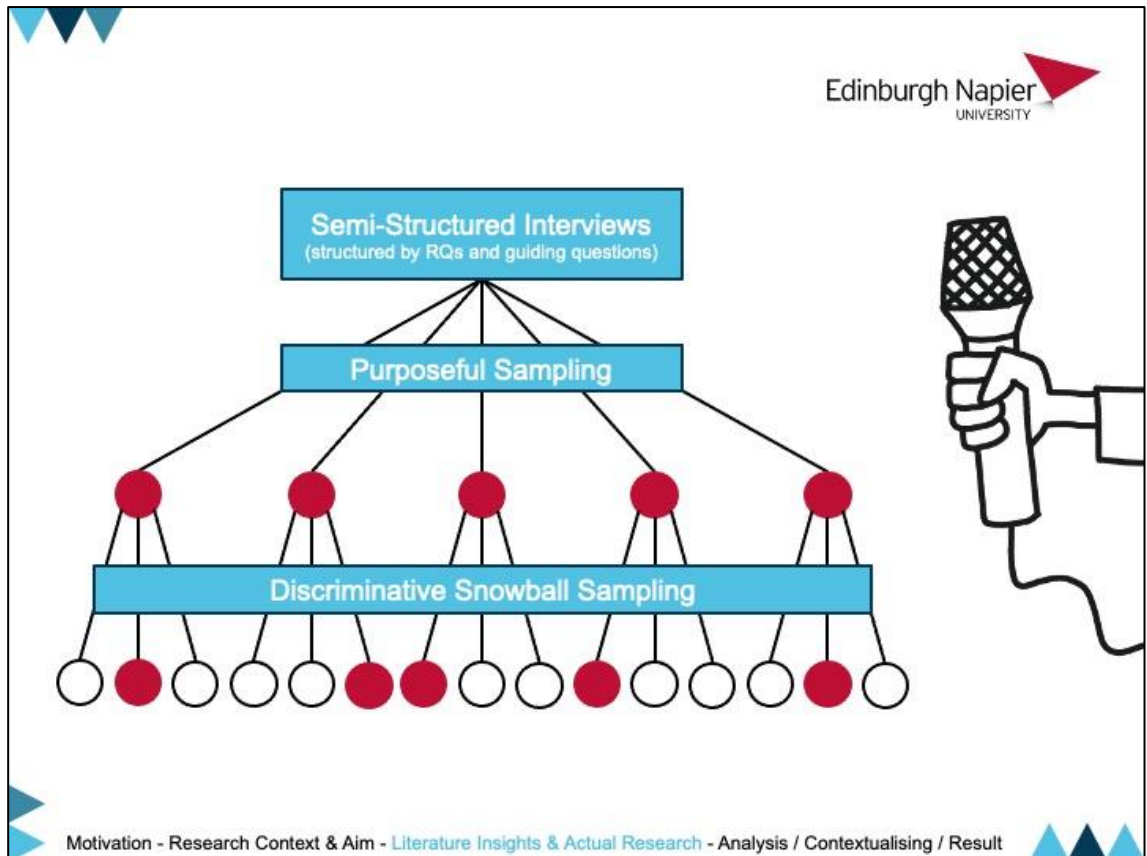 Edinburgh Napier
UNIVERSITY
Semi-Structured Interviews
(structured by RQs and guiding questions)
Purposeful Sampling
Discriminative Snowball Sampling
Motivation - Research Context & Aim - Literature Insights & Actual Research - Analysis / Contextualising / Result